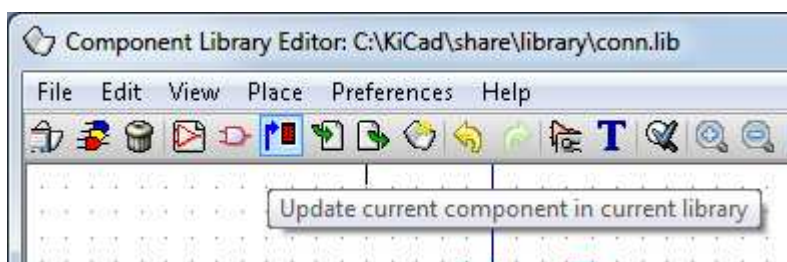 Component Library Editor: C:\KiCad\share\library\conn.lib
File Edit View Place Preferences Help
T
Update current component in current library